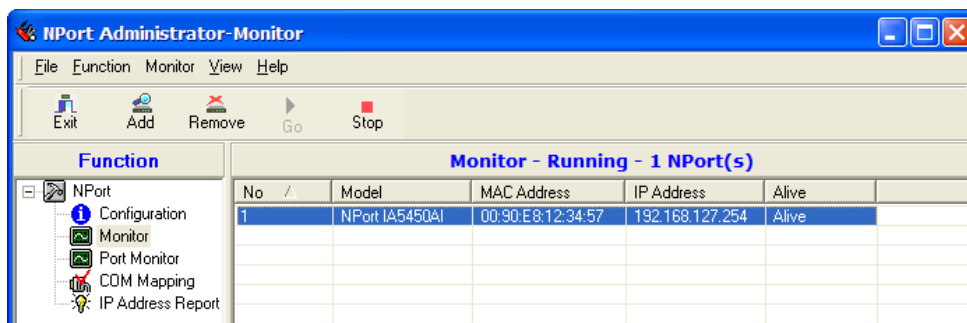 NPort Administrator-Monitor
File Function Monitor View Help
Exit Add Remove Go Stop
Function
Monitor - Running - 1 NPort(s)
NPort
Configuration
Monitor
Port Monitor
COM Mapping
IP Address Report
No Model MAC Address IP Address Alive
1 NPort IA5450AI 00:90:E8:12:34:57 192.168.127.254 Alive